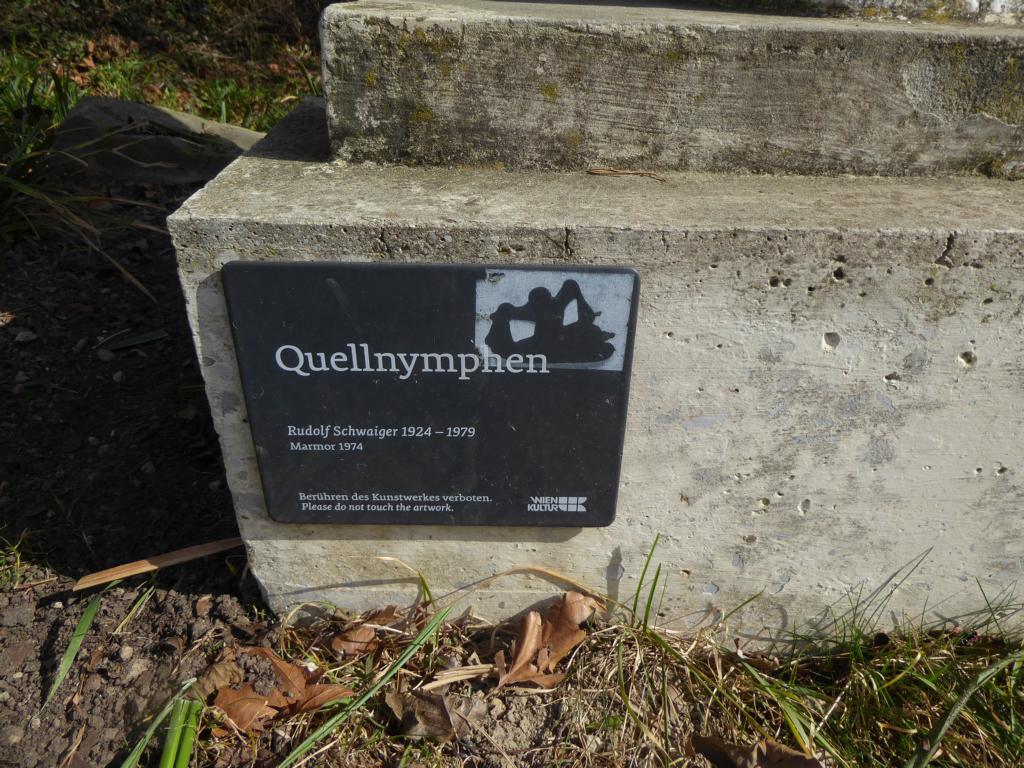 Quellnymphen
Rudolf Schwaiger 1924 – 1979
Marmor 1974
Berühren des Kunstwerkes verboten.
Please do not touch the artwork.
WIEN
KULTUR